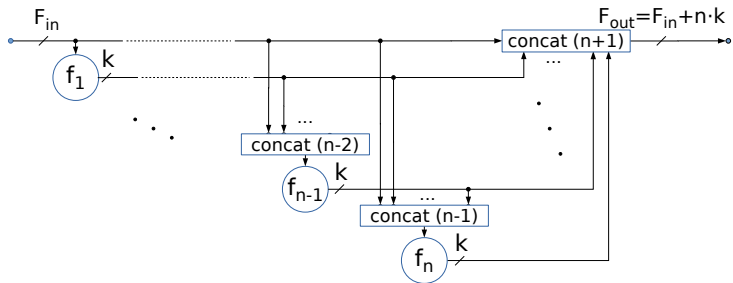 F_in
F_out=F_in+n·k
concat (n+1)
...
f_1
k
...
concat (n-2)
k
f_n-1
...
concat (n-1)
k
f_n